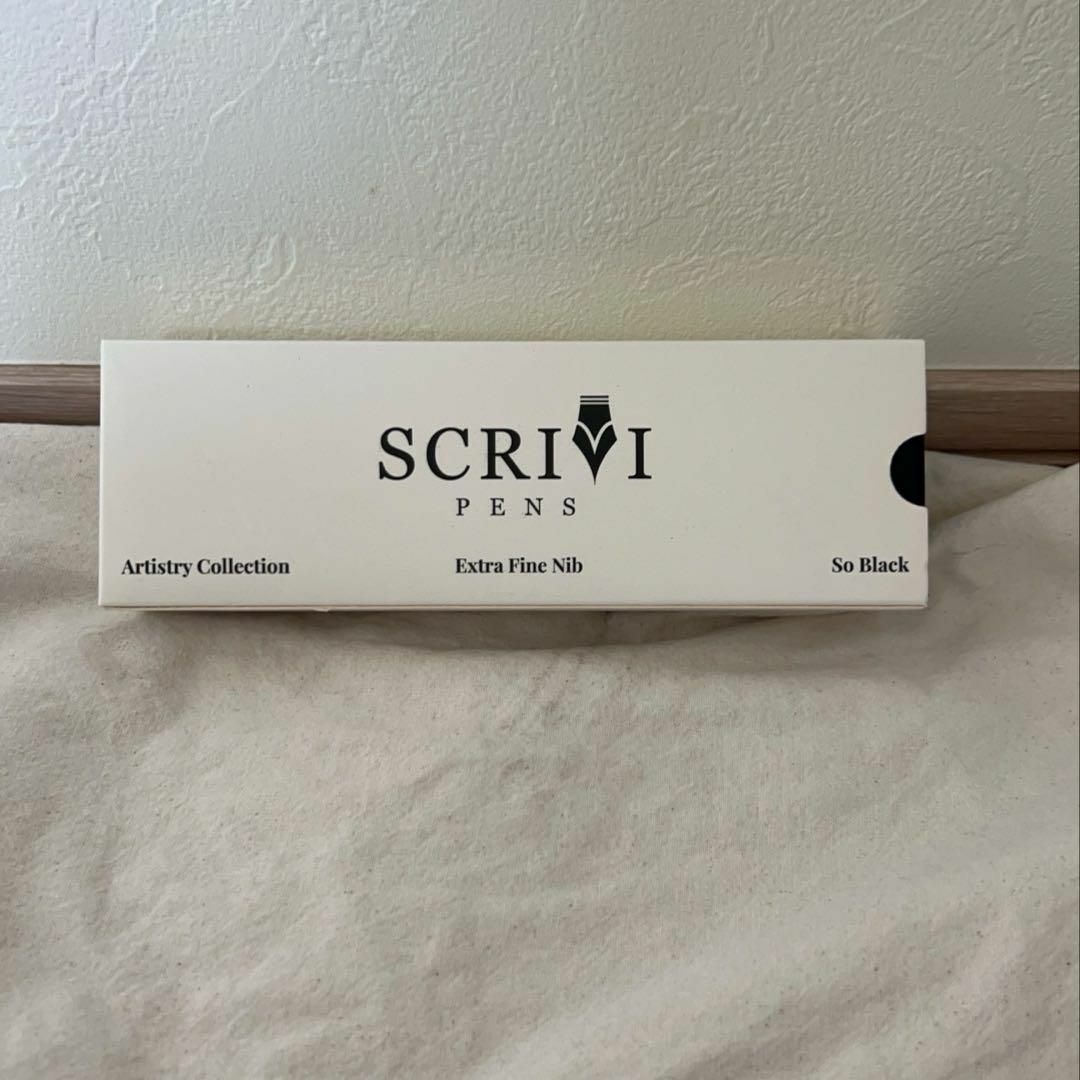 SCRIVI
PENS
Artistry Collection Extra Fine Nib So Black